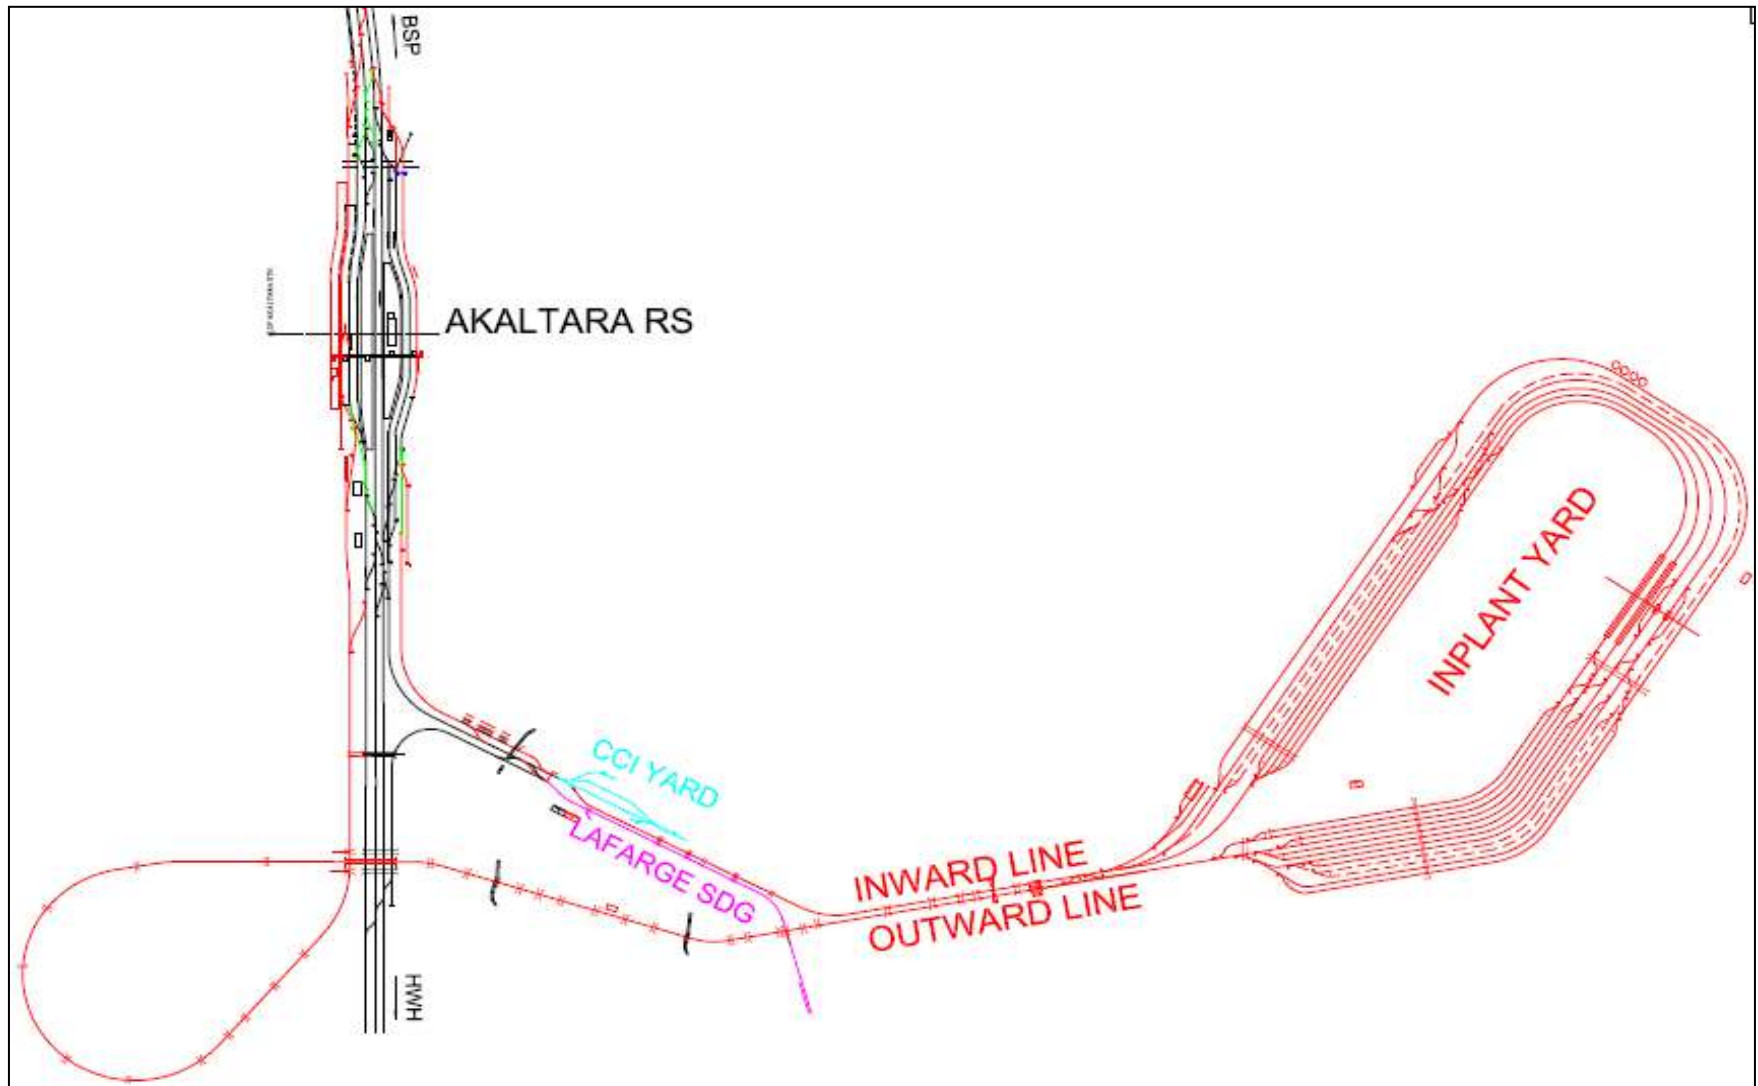 BSP
AKALTARA RS
INPLANT YARD
CCI YARD
LAFARGE SDG
INWARD LINE
OUTWARD LINE
HWH